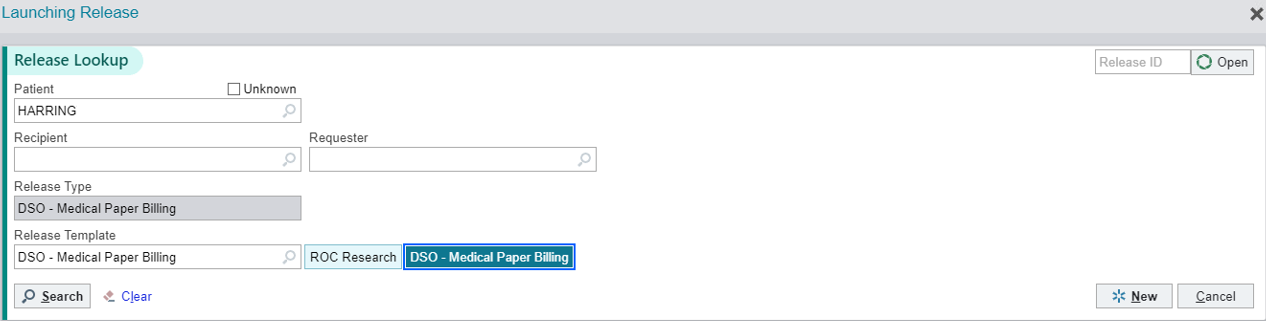 Launching Release
Release Lookup
Release ID
Open
Patient
Unknown
HARRING
Recipient
Requester
Release Type
DSO - Medical Paper Billing
Release Template
DSO - Medical Paper Billing
ROC Research
DSO - Medical Paper Billing
Search
Clear
New
Cancel